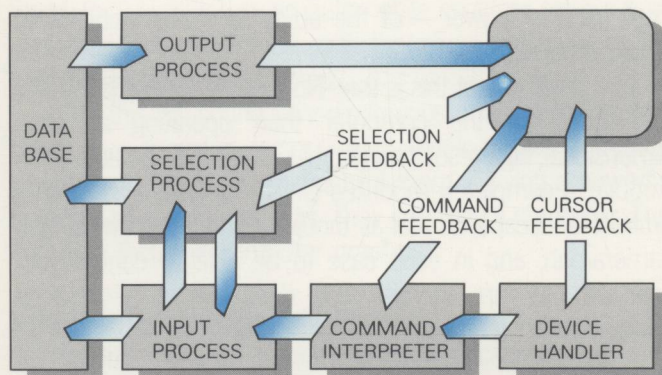 OUTPUT
PROCESS
DATA
BASE
SELECTION
PROCESS
SELECTION
FEEDBACK
COMMAND
FEEDBACK
CURSOR
FEEDBACK
INPUT
PROCESS
COMMAND
INTERPRETER
DEVICE
HANDLER